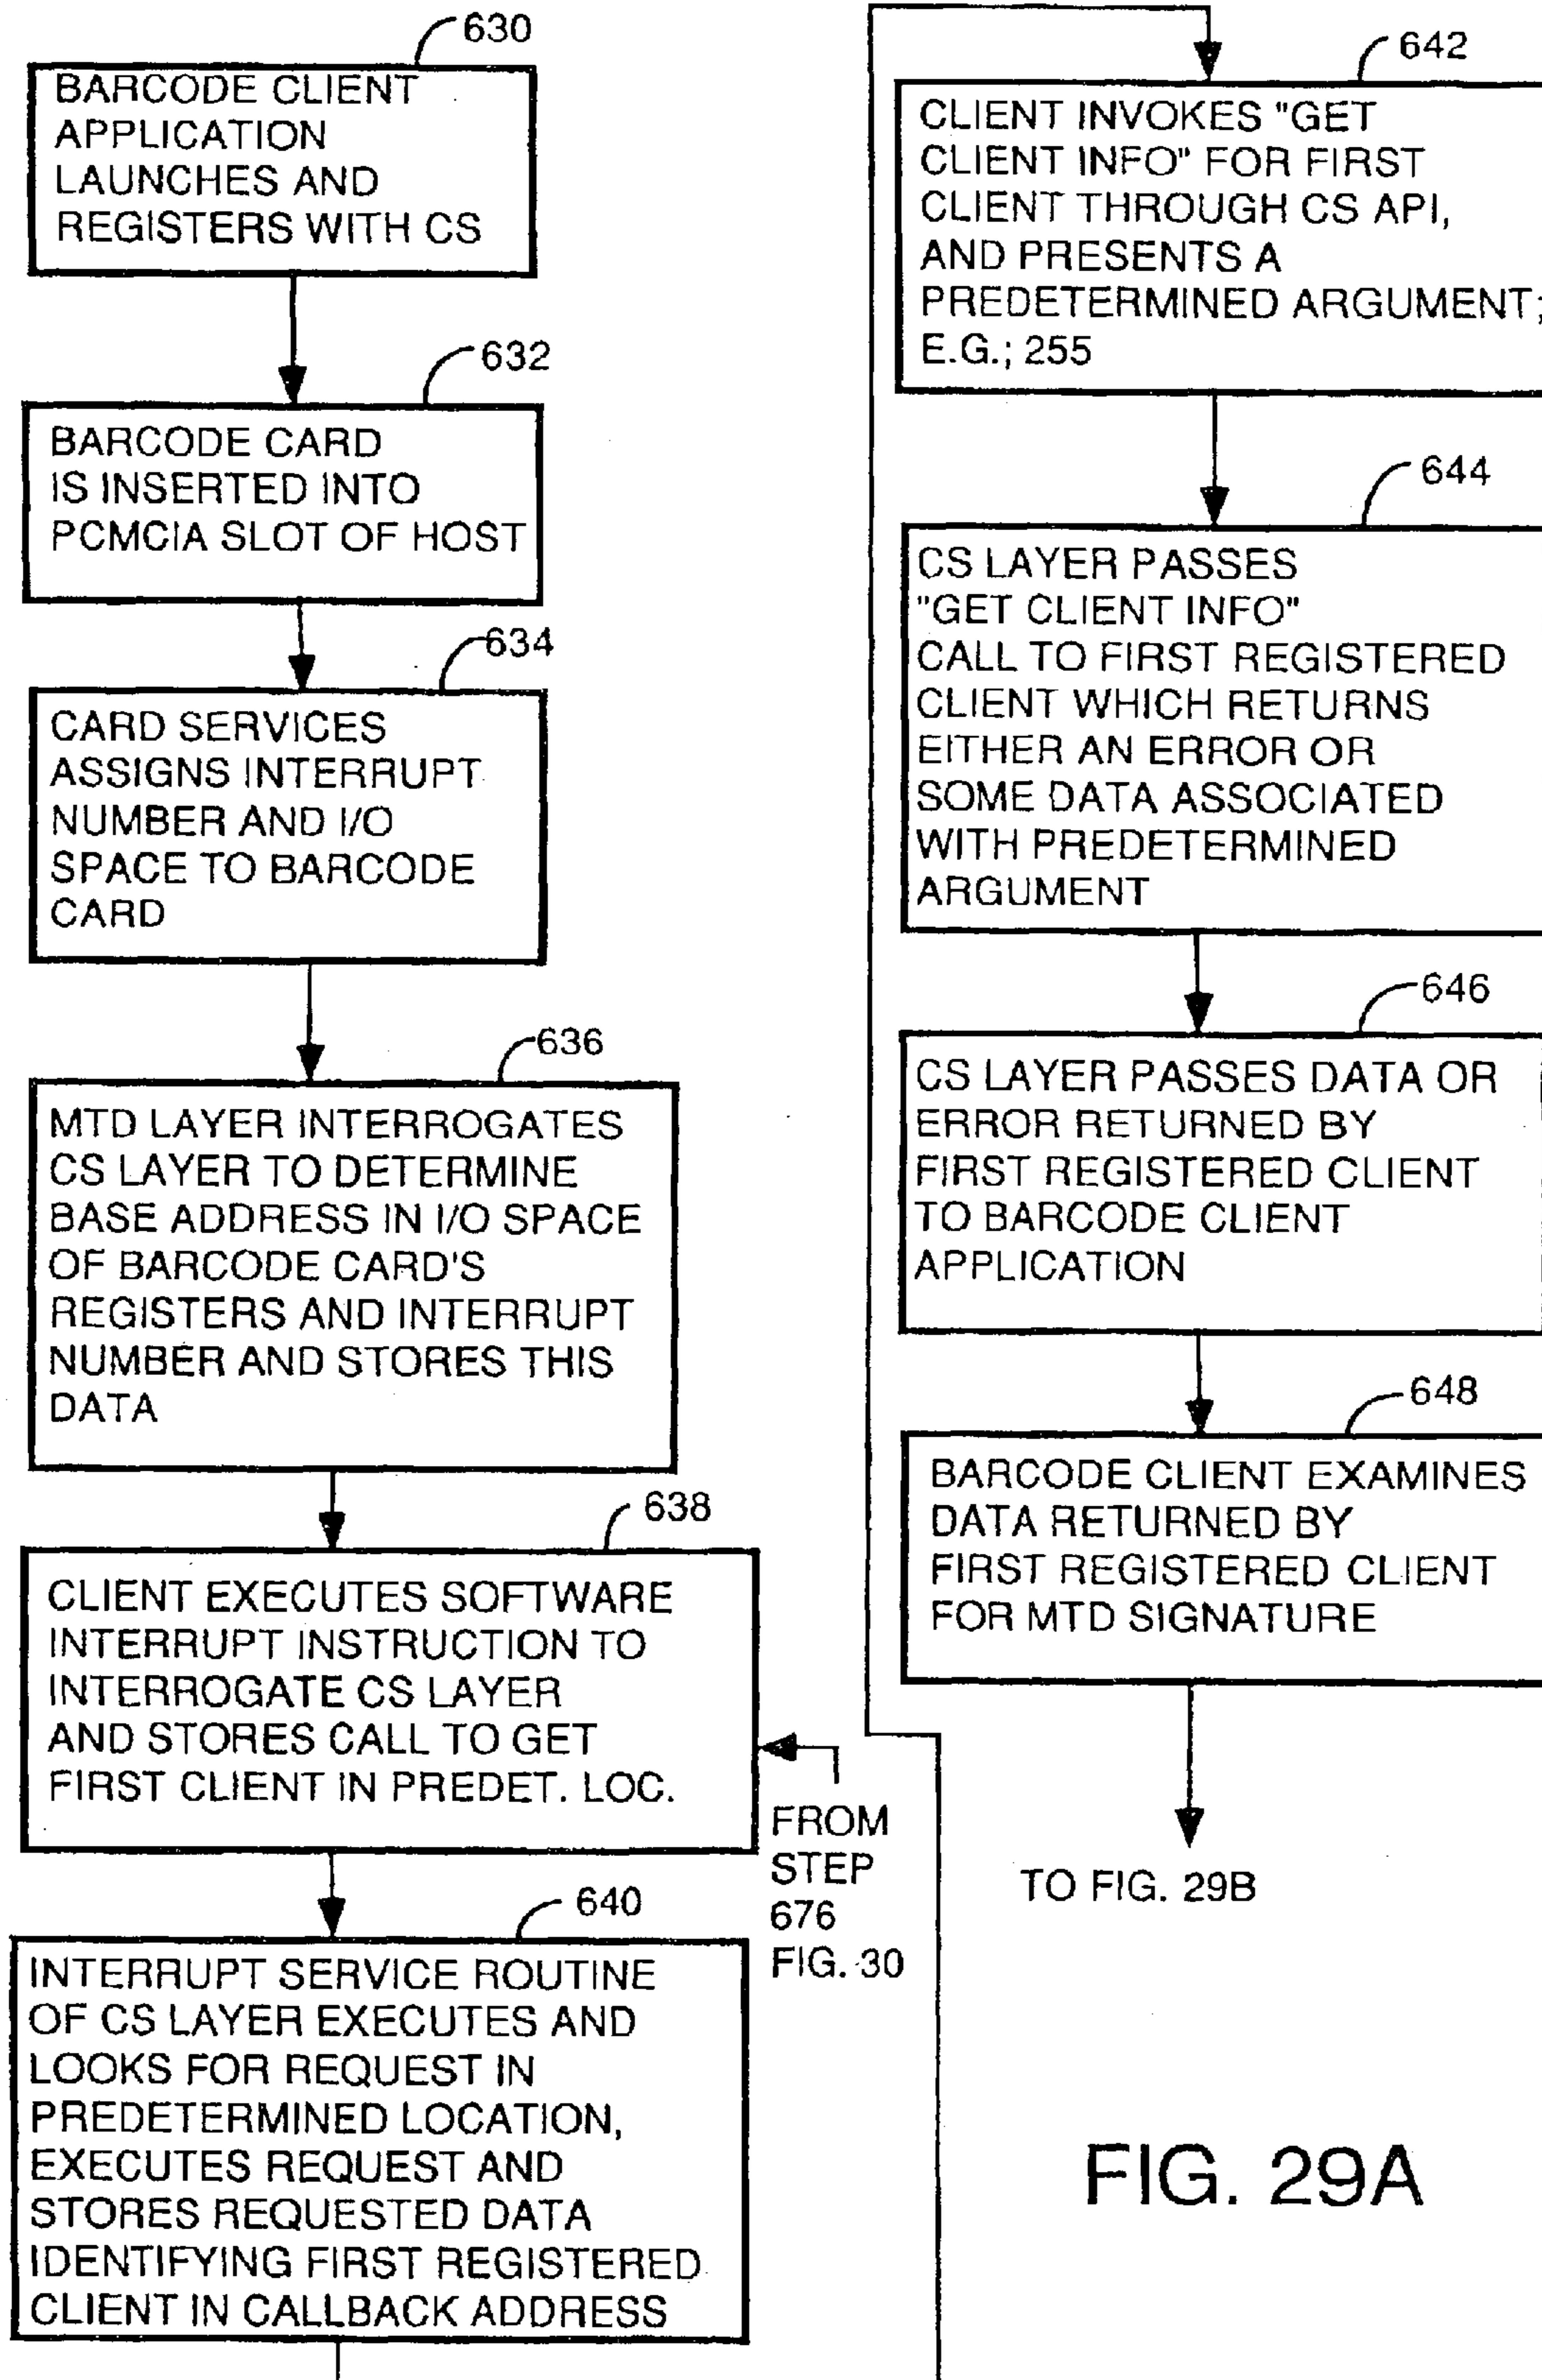 630
BARCODE CLIENT
APPLICATION
LAUNCHES AND
REGISTERS WITH CS
632
BARCODE CARD
IS INSERTED INTO
PCMCIA SLOT OF HOST
634
CARD SERVICES
ASSIGNS INTERRUPT
NUMBER AND I/O
SPACE TO BARCODE
CARD
636
MTD LAYER INTERROGATES
CS LAYER TO DETERMINE
BASE ADDRESS IN I/O SPACE
OF BARCODE CARD'S
REGISTERS AND INTERRUPT
NUMBER AND STORES THIS
DATA
638
CLIENT EXECUTES SOFTWARE
INTERRUPT INSTRUCTION TO
INTERROGATE CS LAYER
AND STORES CALL TO GET
FIRST CLIENT IN PREDET. LOC.
FROM
STEP
676
FIG. 30
640
INTERRUPT SERVICE ROUTINE
OF CS LAYER EXECUTES AND
LOOKS FOR REQUEST IN
PREDETERMINED LOCATION,
EXECUTES REQUEST AND
STORES REQUESTED DATA
IDENTIFYING FIRST REGISTERED
CLIENT IN CALLBACK ADDRESS
642
CLIENT INVOKES "GET
CLIENT INFO" FOR FIRST
CLIENT THROUGH CS API,
AND PRESENTS A
PREDETERMINED ARGUMENT;
E.G.; 255
644
CS LAYER PASSES
"GET CLIENT INFO"
CALL TO FIRST REGISTERED
CLIENT WHICH RETURNS
EITHER AN ERROR OR
SOME DATA ASSOCIATED
WITH PREDETERMINED
ARGUMENT
646
CS LAYER PASSES DATA OR
ERROR RETURNED BY
FIRST REGISTERED CLIENT
TO BARCODE CLIENT
APPLICATION
648
BARCODE CLIENT EXAMINES
DATA RETURNED BY
FIRST REGISTERED CLIENT
FOR MTD SIGNATURE
TO FIG. 29B
FIG. 29A